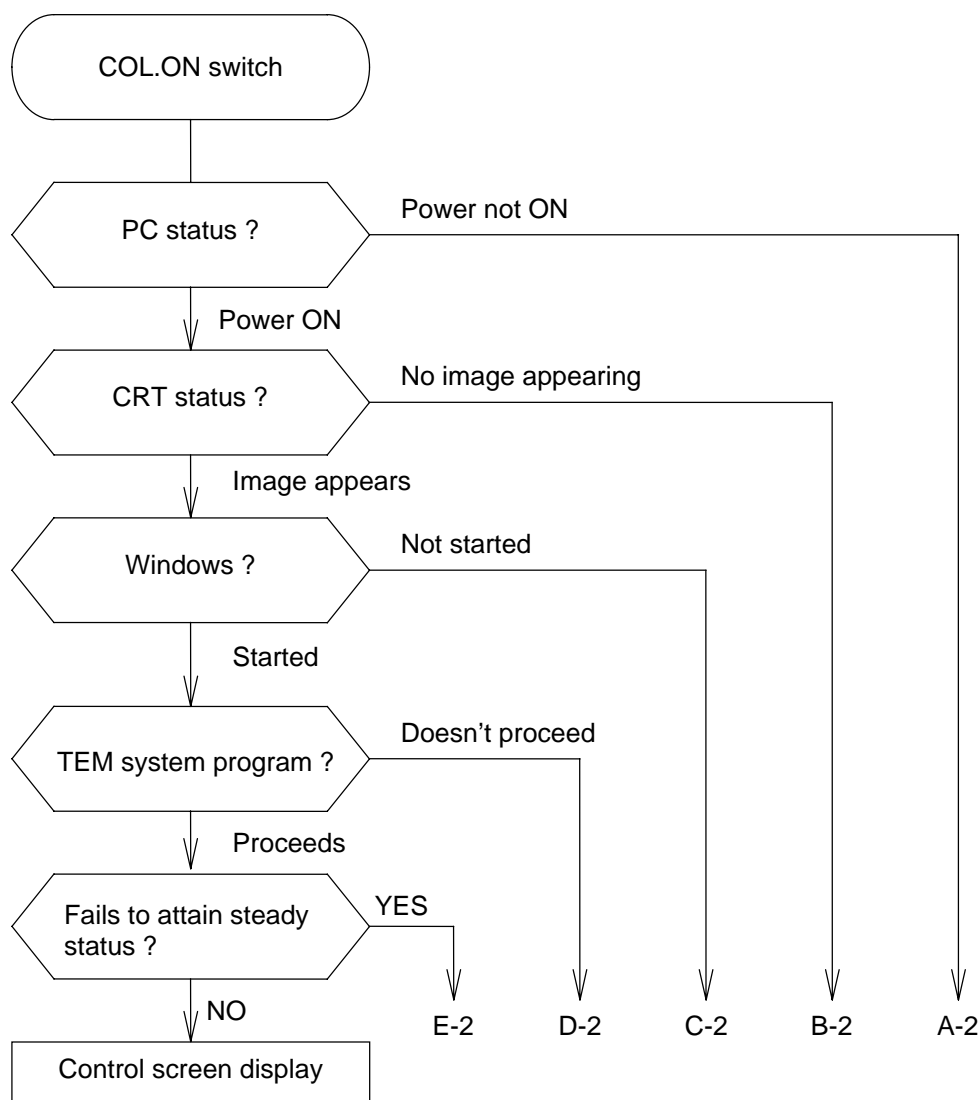 COL.ON switch
PC status ?
Power not ON
Power ON
CRT status ?
No image appearing
Image appears
Windows ?
Not started
Started
TEM system program ?
Doesn't proceed
Proceeds
Fails to attain steady
status ?
YES
NO
E-2
D-2
C-2
B-2
A-2
Control screen display